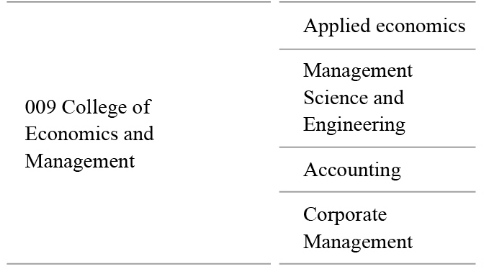 009 College of
Economics and
Management
Applied economics
Management
Science and
Engineering
Accounting
Corporate
Management